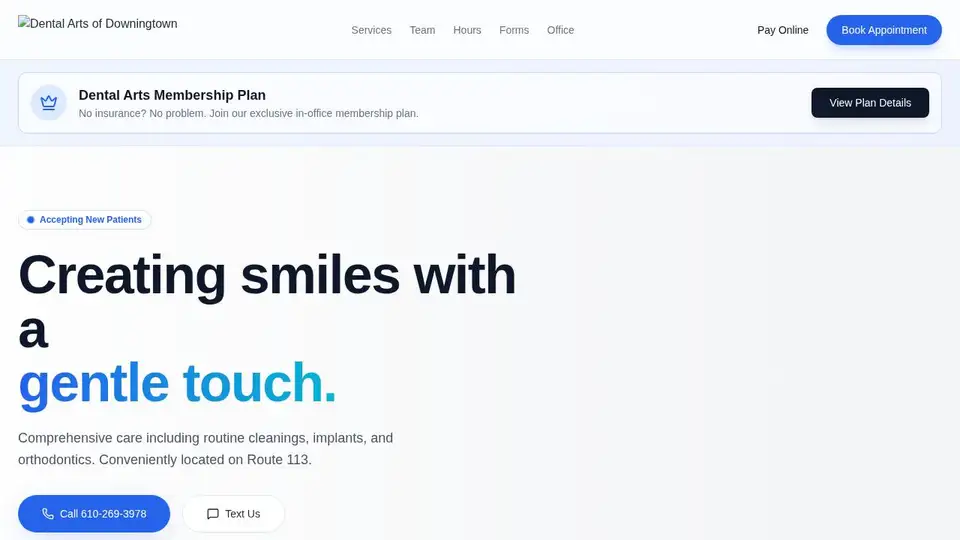 Dental Arts of Downingtown
Services Team Hours Forms Office
Pay Online
Book Appointment
Dental Arts Membership Plan
No insurance? No problem. Join our exclusive in-office membership plan.
View Plan Details
Accepting New Patients
Creating smiles with
a
gentle touch.
Comprehensive care including routine cleanings, implants, and
orthodontics. Conveniently located on Route 113.
Call 610-269-3978
Text Us